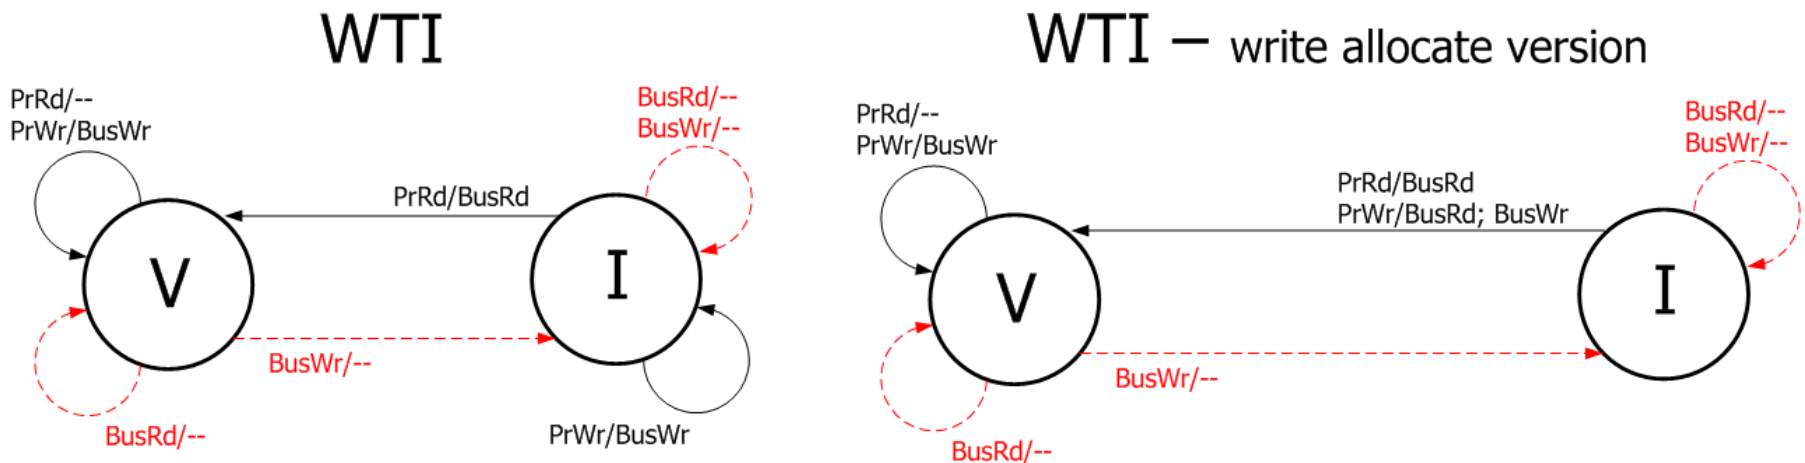 WTI
PrRd/--
PrWr/BusWr
BusRd/--
BusWr/--
PrRd/BusRd
V
I
BusWr/--
BusRd/--
PrWr/BusWr
WTI – write allocate version
PrRd/--
PrWr/BusWr
BusRd/--
BusWr/--
PrRd/BusRd
PrWr/BusRd; BusWr
V
I
BusWr/--
BusRd/--